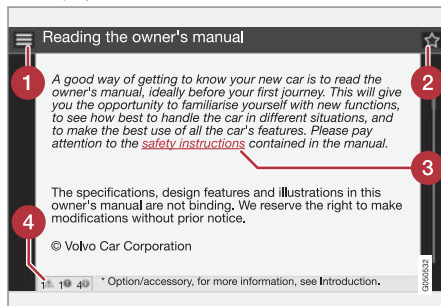 Reading the owner's manual
1
2
A good way of getting to know your new car is to read the
owner's manual, ideally before your first journey. This will give
you the opportunity to familiarise yourself with new functions,
to see how best to handle the car in different situations, and
to make the best use of all the car's features. Please pay
attention to the safety instructions contained in the manual.
3
The specifications, design features and illustrations in this
owner's manual are not binding. We reserve the right to make
modifications without prior notice.
4
© Volvo Car Corporation
1 1 4 * Option/accessory, for more information, see Introduction.
G050532